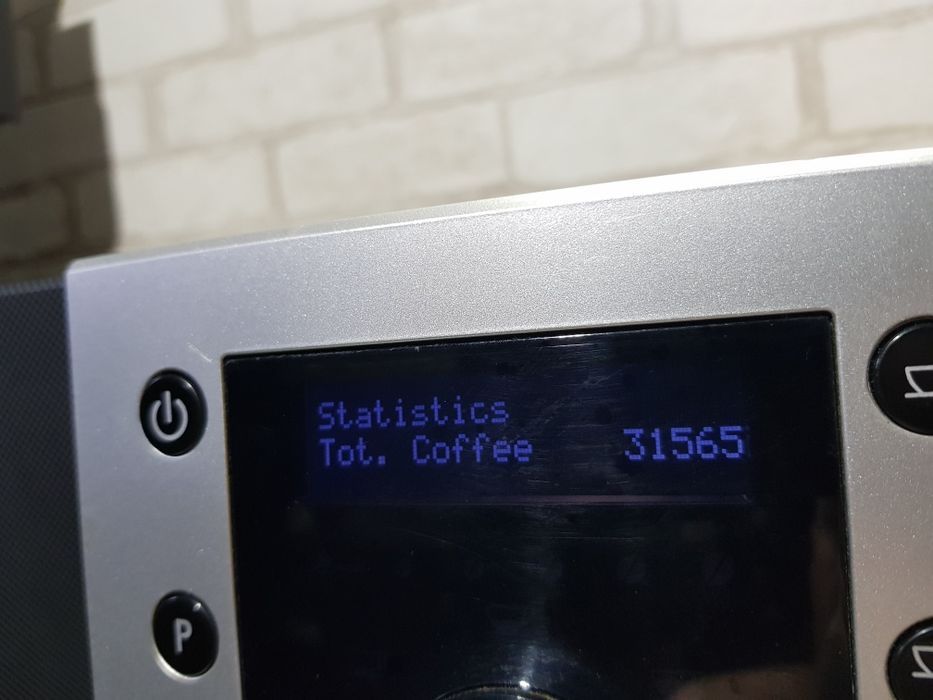 Statistics
Tot. Coffee 31565
P